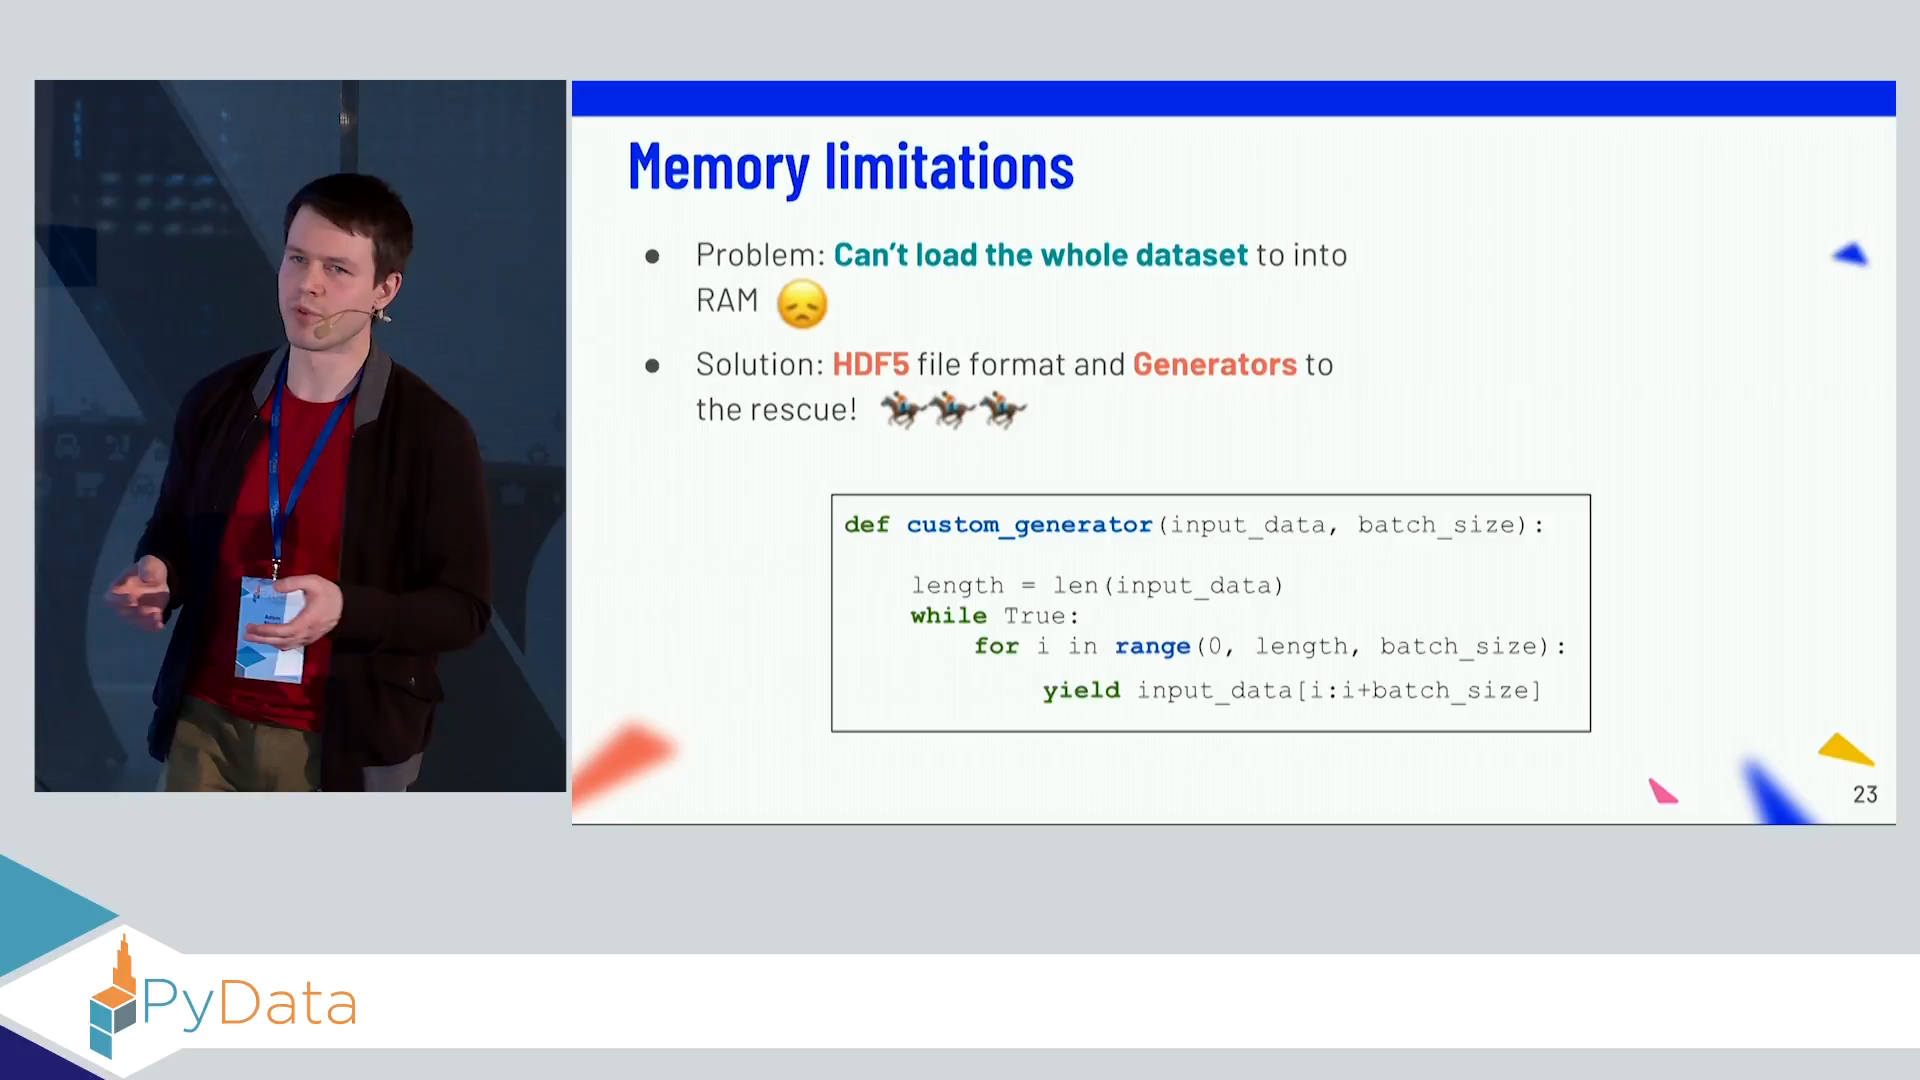 Memory limitations
● Problem: Can't load the whole dataset to into
RAM 😞
● Solution: HDF5 file format and Generators to
the rescue! 🏇🏇🏇
def custom_generator(input_data, batch_size):
length = len(input_data)
while True:
for i in range(0, length, batch_size):
yield input_data[i:i+batch_size]
23
PyData